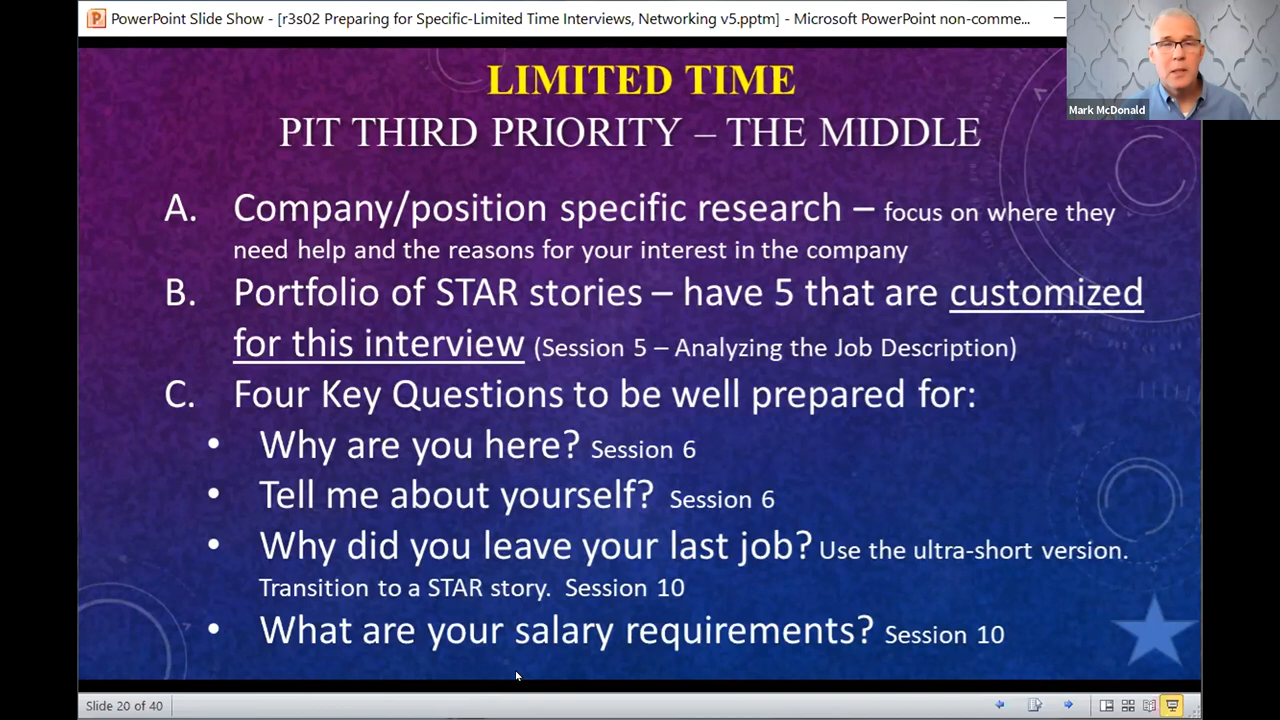 PowerPoint Slide Show - [r3s02 Preparing for Specific-Limited Time Interviews, Networking v5.pptm] - Microsoft PowerPoint non-comme...
Mark McDonald
LIMITED TIME
PIT THIRD PRIORITY – THE MIDDLE
A. Company/position specific research – focus on where they
need help and the reasons for your interest in the company
B. Portfolio of STAR stories – have 5 that are customized
for this interview (Session 5 – Analyzing the Job Description)
C. Four Key Questions to be well prepared for:
• Why are you here? Session 6
• Tell me about yourself? Session 6
• Why did you leave your last job? Use the ultra-short version.
Transition to a STAR story. Session 10
• What are your salary requirements? Session 10
Slide 20 of 40